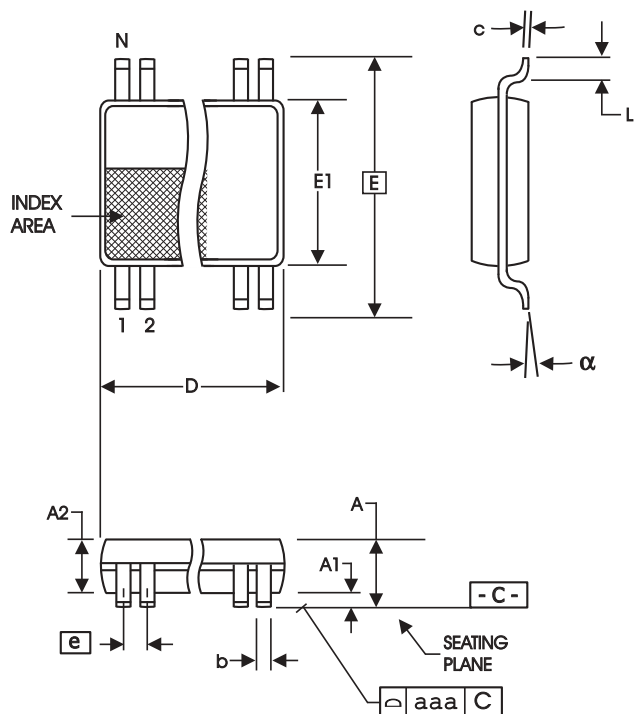 N
c
L
E1
E
INDEX
AREA
1 2
α
D
A2
A
A1
- C -
e
b
SEATING
PLANE
aaa C